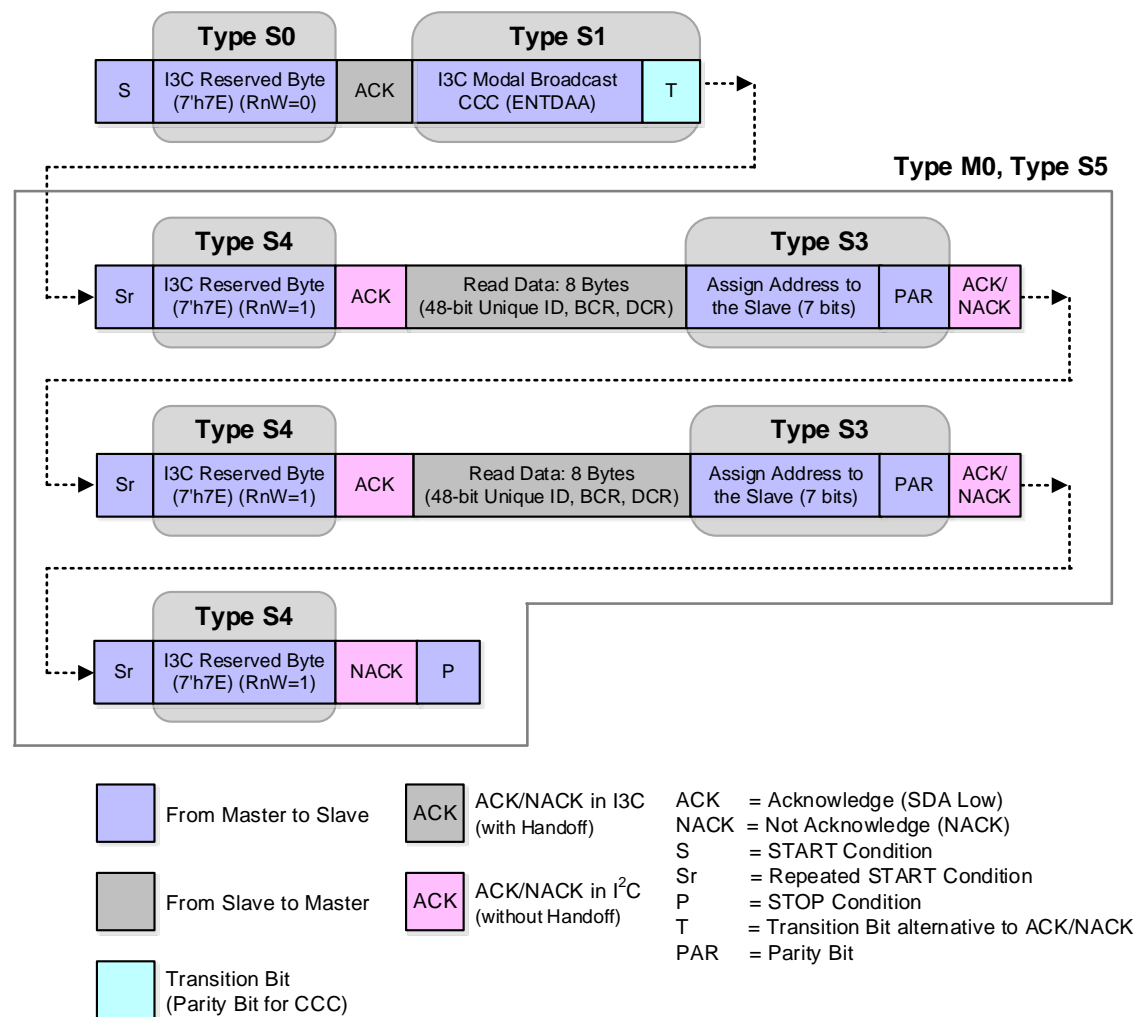 Type S0
Type S1
S
I3C Reserved Byte
(7'h7E) (RnW=0)
ACK
I3C Modal Broadcast
CCC (ENTDAA)
T
Type M0, Type S5
Type S4
Type S3
Sr
I3C Reserved Byte
(7'h7E) (RnW=1)
ACK
Read Data: 8 Bytes
(48-bit Unique ID, BCR, DCR)
Assign Address to
the Slave (7 bits)
PAR
ACK/
NACK
Type S4
Type S3
Sr
I3C Reserved Byte
(7'h7E) (RnW=1)
ACK
Read Data: 8 Bytes
(48-bit Unique ID, BCR, DCR)
Assign Address to
the Slave (7 bits)
PAR
ACK/
NACK
Type S4
Sr
I3C Reserved Byte
(7'h7E) (RnW=1)
NACK
P
From Master to Slave
From Slave to Master
Transition Bit
(Parity Bit for CCC)
ACK
ACK/NACK in I3C
(with Handoff)
ACK
ACK/NACK in I²C
(without Handoff)
ACK = Acknowledge (SDA Low)
NACK = Not Acknowledge (NACK)
S = START Condition
Sr = Repeated START Condition
P = STOP Condition
T = Transition Bit alternative to ACK/NACK
PAR = Parity Bit